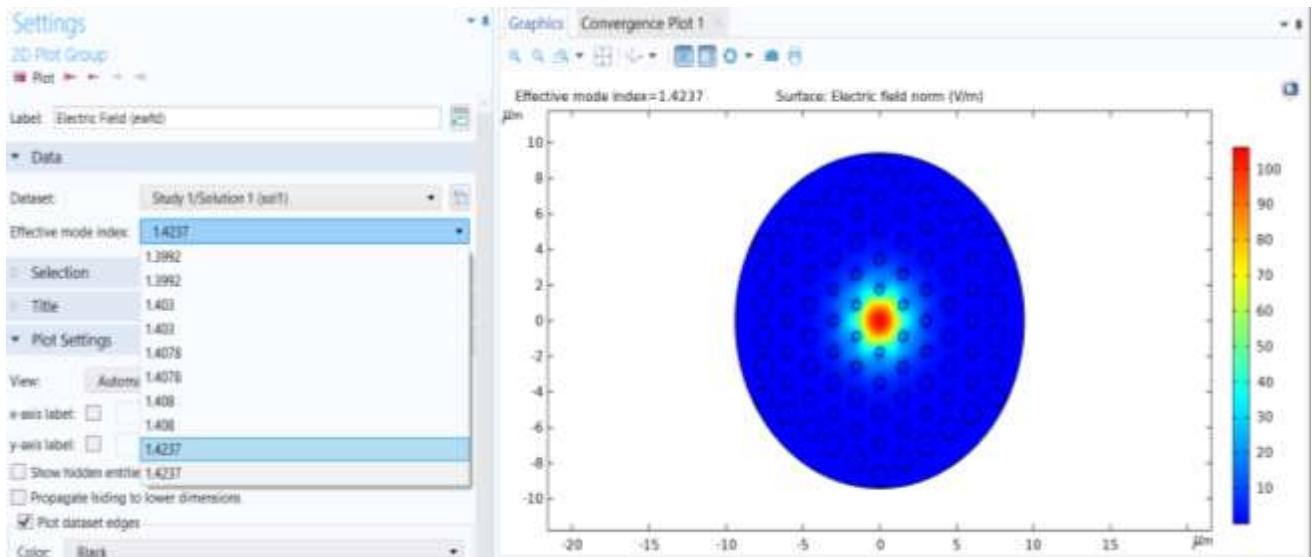 Settings
2D Plot Group
Plot
Label: Electric Field (ewfd)
Data
Dataset: Study 1/Solution 1 (sol1)
Effective mode index: 1.4237
1.3992
1.3992
1.403
1.403
1.4078
1.4078
1.408
1.408
1.4237
1.4237
Selection
Title
Plot Settings
View: Autom
x-axis label:
y-axis label:
Show hidden entitie
Propagate hiding to lower dimensions
Plot dataset edges
Color: Black
Graphics Convergence Plot 1
Effective mode index=1.4237 Surface: Electric field norm (V/m)
µm
10
8
6
4
2
0
-2
-4
-6
-8
-10
-20 -15 -10 -5 0 5 10 15 µm
100
90
80
70
60
50
40
30
20
10